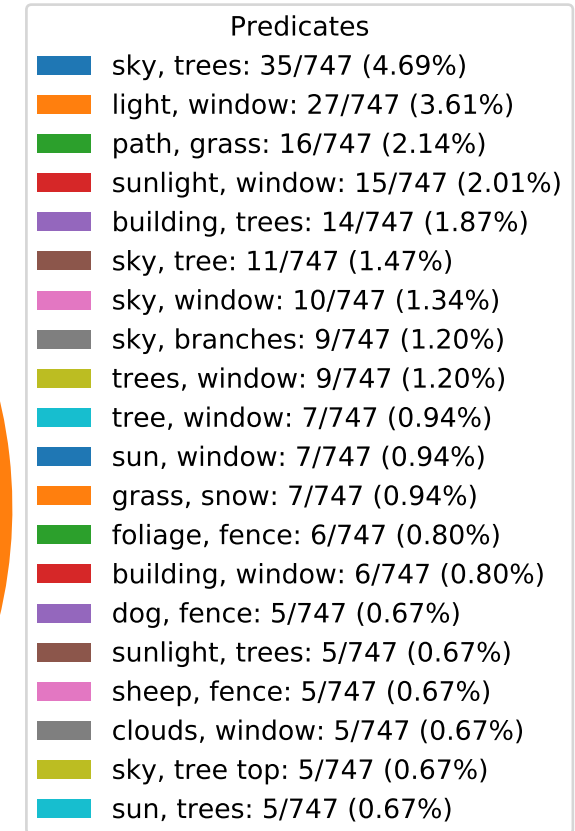 Predicates
sky, trees: 35/747 (4.69%)
light, window: 27/747 (3.61%)
path, grass: 16/747 (2.14%)
sunlight, window: 15/747 (2.01%)
building, trees: 14/747 (1.87%)
sky, tree: 11/747 (1.47%)
sky, window: 10/747 (1.34%)
sky, branches: 9/747 (1.20%)
trees, window: 9/747 (1.20%)
tree, window: 7/747 (0.94%)
sun, window: 7/747 (0.94%)
grass, snow: 7/747 (0.94%)
foliage, fence: 6/747 (0.80%)
building, window: 6/747 (0.80%)
dog, fence: 5/747 (0.67%)
sunlight, trees: 5/747 (0.67%)
sheep, fence: 5/747 (0.67%)
clouds, window: 5/747 (0.67%)
sky, tree top: 5/747 (0.67%)
sun, trees: 5/747 (0.67%)